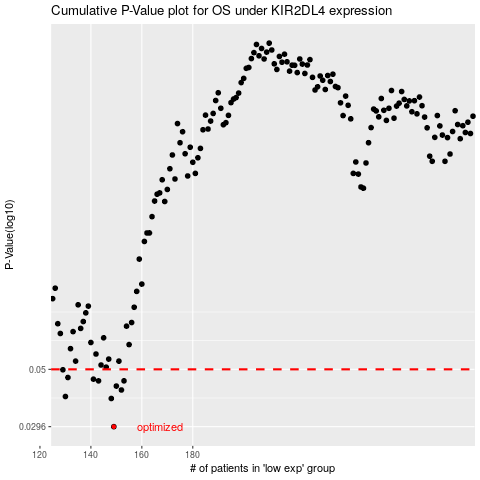 Cumulative P-Value plot for OS under KIR2DL4 expression
P-Value(log10)
0.05
0.0296
optimized
120 140 160 180
# of patients in 'low exp' group